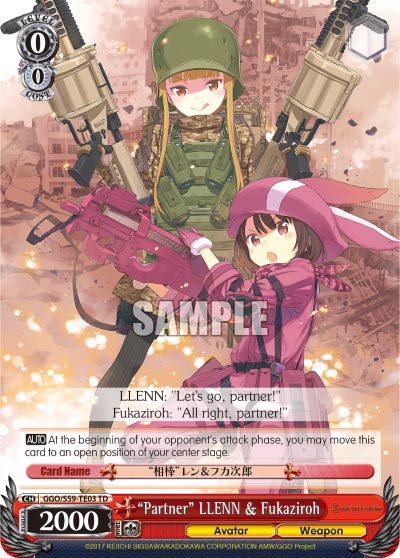 LEVEL
0
0
COST
SAMPLE
LLENN: "Let's go, partner!"
Fukaziroh: "All right, partner!"
AUTO At the beginning of your opponent's attack phase, you may move this
card to an open position of your center stage.
Card Name
“相棒”レン&フカ次郎
CH GGO/S59-TE03 TD
POWER
2000
“Partner” LLENN & Fukaziroh
Avatar
Weapon
©2017 KEIICHI SIGSAWA/KADOKAWA CORPORATION AMW/GGO Project